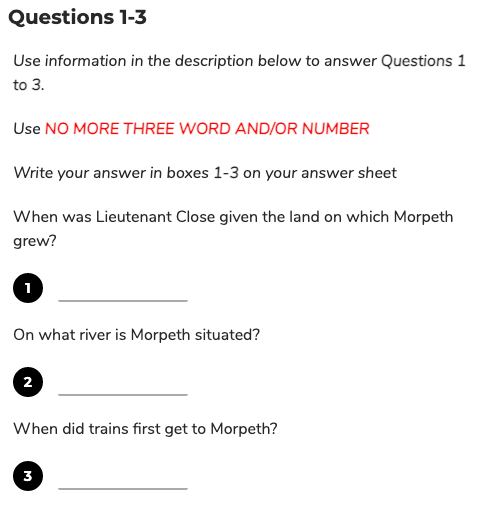 Questions 1-3
Use information in the description below to answer Questions 1
to 3.
Use NO MORE THREE WORD AND/OR NUMBER
Write your answer in boxes 1-3 on your answer sheet
When was Lieutenant Close given the land on which Morpeth
grew?
1
On what river is Morpeth situated?
2
When did trains first get to Morpeth?
3